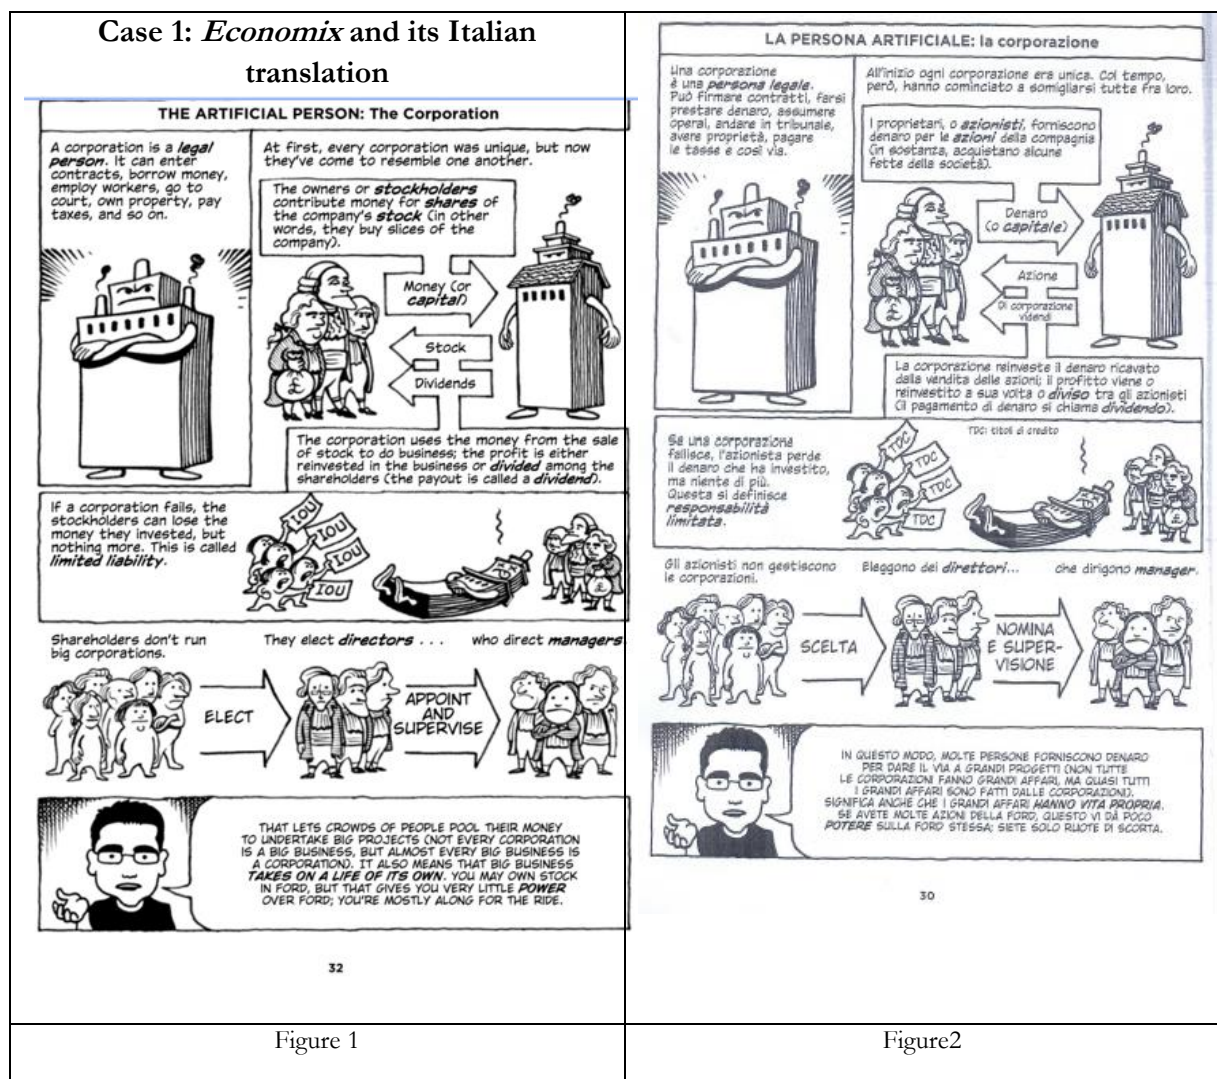 Case 1: Economix and its Italian
translation
THE ARTIFICIAL PERSON: The Corporation
A corporation is a legal
person. It can enter
contracts, borrow money,
employ workers, go to
court, own property, pay
taxes, and so on.
At first, every corporation was unique, but now
they've come to resemble one another.
The owners or stockholders
contribute money for shares of
the company's stock (in other
words, they buy slices of the
company).
Money (or
capital)
Stock
Dividends
£
The corporation uses the money from the sale
of stock to do business; the profit is either
reinvested in the business or divided among the
shareholders (the payout is called a dividend).
If a corporation fails, the
stockholders can lose the
money they invested, but
nothing more. This is called
limited liability.
IOU
IOU
IOU
IOU
Shareholders don't run
big corporations.
They elect directors . . .
who direct managers
ELECT
APPOINT
AND
SUPERVISE
THAT LETS CROWDS OF PEOPLE POOL THEIR MONEY
TO UNDERTAKE BIG PROJECTS (NOT EVERY CORPORATION
IS A BIG BUSINESS, BUT ALMOST EVERY BIG BUSINESS IS
A CORPORATION). IT ALSO MEANS THAT BIG BUSINESS
TAKES ON A LIFE OF ITS OWN. YOU MAY OWN STOCK
IN FORD, BUT THAT GIVES YOU VERY LITTLE POWER
OVER FORD; YOU'RE MOSTLY ALONG FOR THE RIDE.
32
Figure 1
LA PERSONA ARTIFICIALE: la corporazione
Una corporazione
è una persona legale.
Può firmare contratti, farsi
prestare denaro, assumere
operai, andare in tribunale,
avere proprietà, pagare
le tasse e così via.
All'inizio ogni corporazione era unica. Col tempo,
però, hanno cominciato a somigliarsi tutte fra loro.
I proprietari, o azionisti, forniscono
denaro per le azioni della compagnia
(in sostanza, acquistano alcune
fette della società).
Denaro
(o capitale)
Azione
Di corporazione
videndi
£
La corporazione reinveste il denaro ricavato
dalla vendita delle azioni; il profitto viene o
reinvestito a sua volta o diviso tra gli azionisti
(il pagamento di denaro si chiama dividendo).
Se una corporazione
fallisce, l'azionista perde
il denaro che ha investito,
ma niente di più.
Questa si definisce
responsabilità
limitata.
TDC: titoli di credito
TDC
TDC
TDC
TDC
Gli azionisti non gestiscono
le corporazioni.
Eleggono dei direttori...
che dirigono manager.
SCELTA
NOMINA
E SUPER-
VISIONE
IN QUESTO MODO, MOLTE PERSONE FORNISCONO DENARO
PER DARE IL VIA A GRANDI PROGETTI (NON TUTTE
LE CORPORAZIONI FANNO GRANDI AFFARI, MA QUASI TUTTI
I GRANDI AFFARI SONO FATTI DALLE CORPORAZIONI).
SIGNIFICA ANCHE CHE I GRANDI AFFARI HANNO VITA PROPRIA.
SE AVETE MOLTE AZIONI DELLA FORD, QUESTO VI DÀ POCO
POTERE SULLA FORD STESSA; SIETE SOLO RUOTE DI SCORTA.
30
Figure2